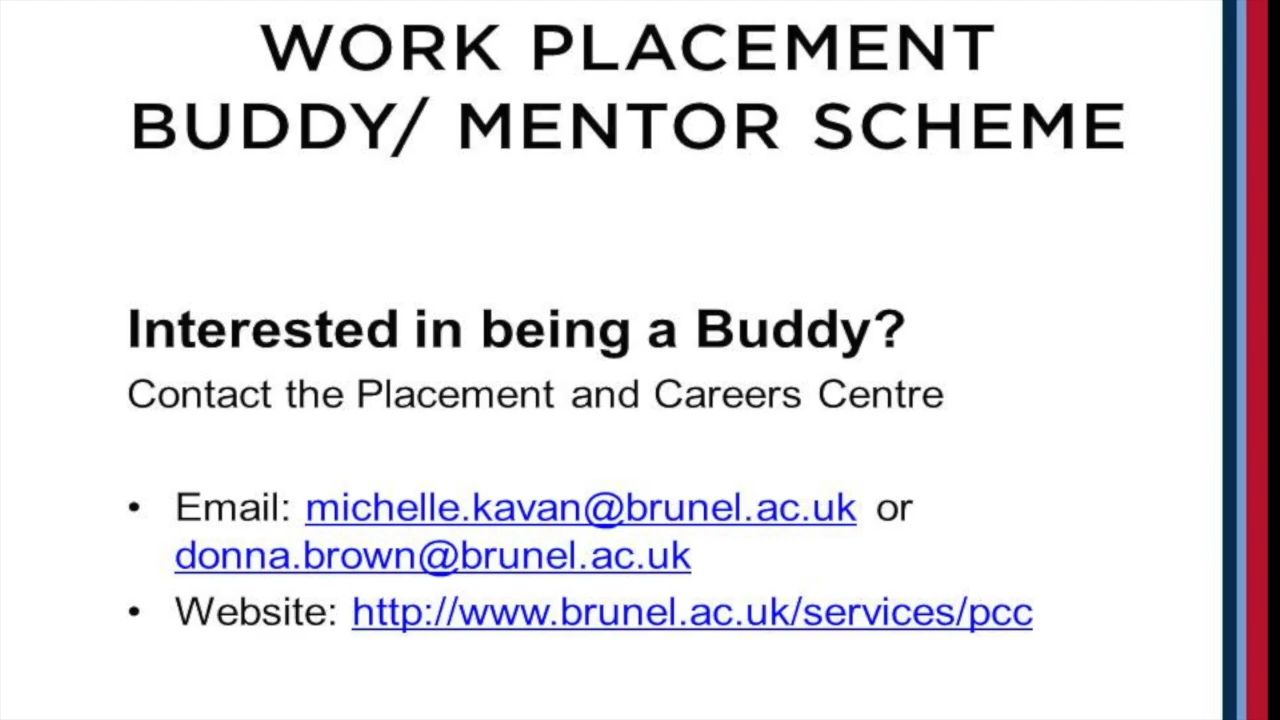 WORK PLACEMENT
BUDDY/ MENTOR SCHEME
Interested in being a Buddy?
Contact the Placement and Careers Centre
• Email: michelle.kavan@brunel.ac.uk or
donna.brown@brunel.ac.uk
• Website: http://www.brunel.ac.uk/services/pcc